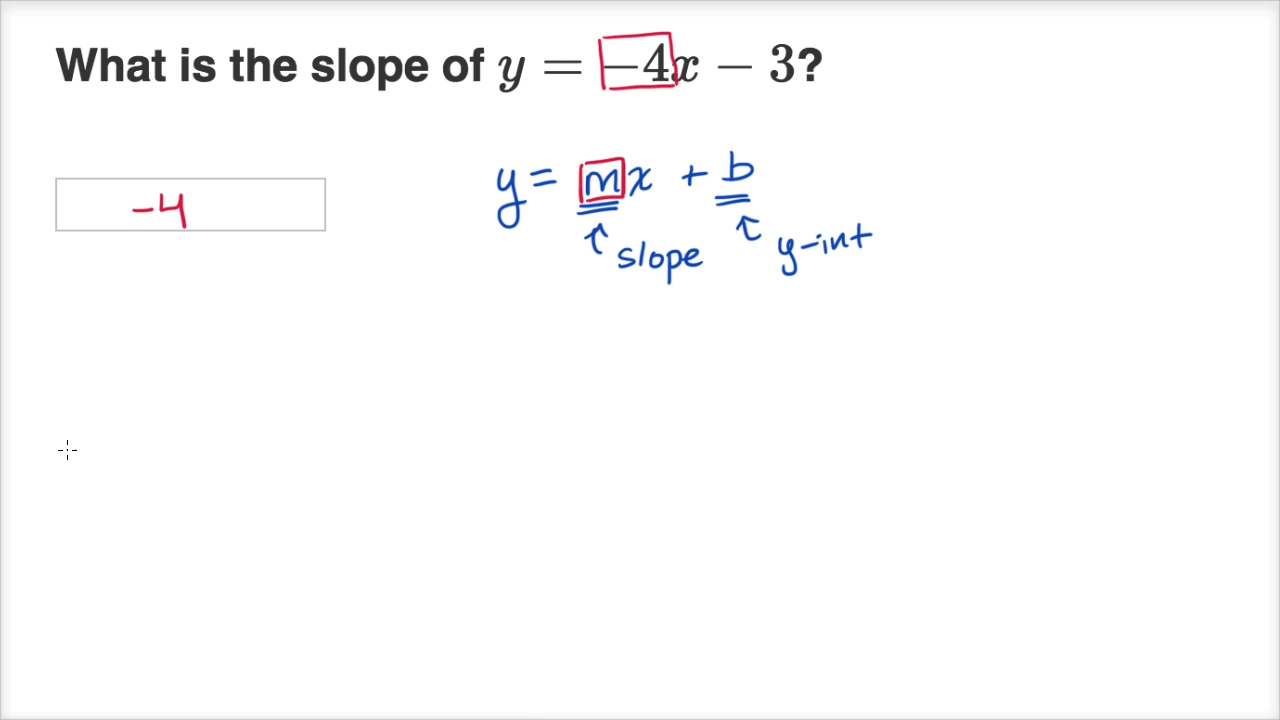 What is the slope of y = −4x − 3?
y = mx + b
-4
slope
y-int